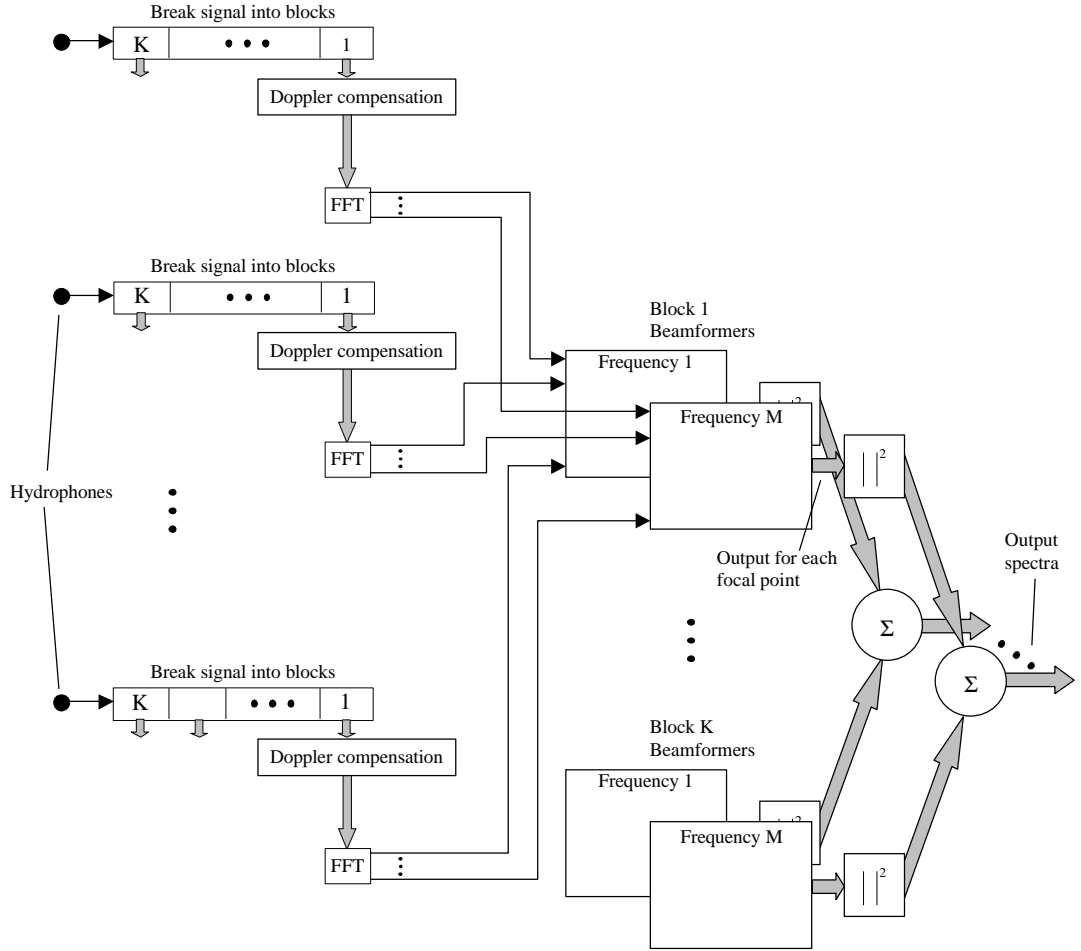 Break signal into blocks
K 1
Doppler compensation
FFT
Break signal into blocks
K 1
Doppler compensation
FFT
Hydrophones
Block 1
Beamformers
Frequency 1
Frequency M
| |²
Output for each
focal point
Output
spectra
Σ
Σ
Break signal into blocks
K 1
Doppler compensation
FFT
Block K
Beamformers
Frequency 1
Frequency M
| |²